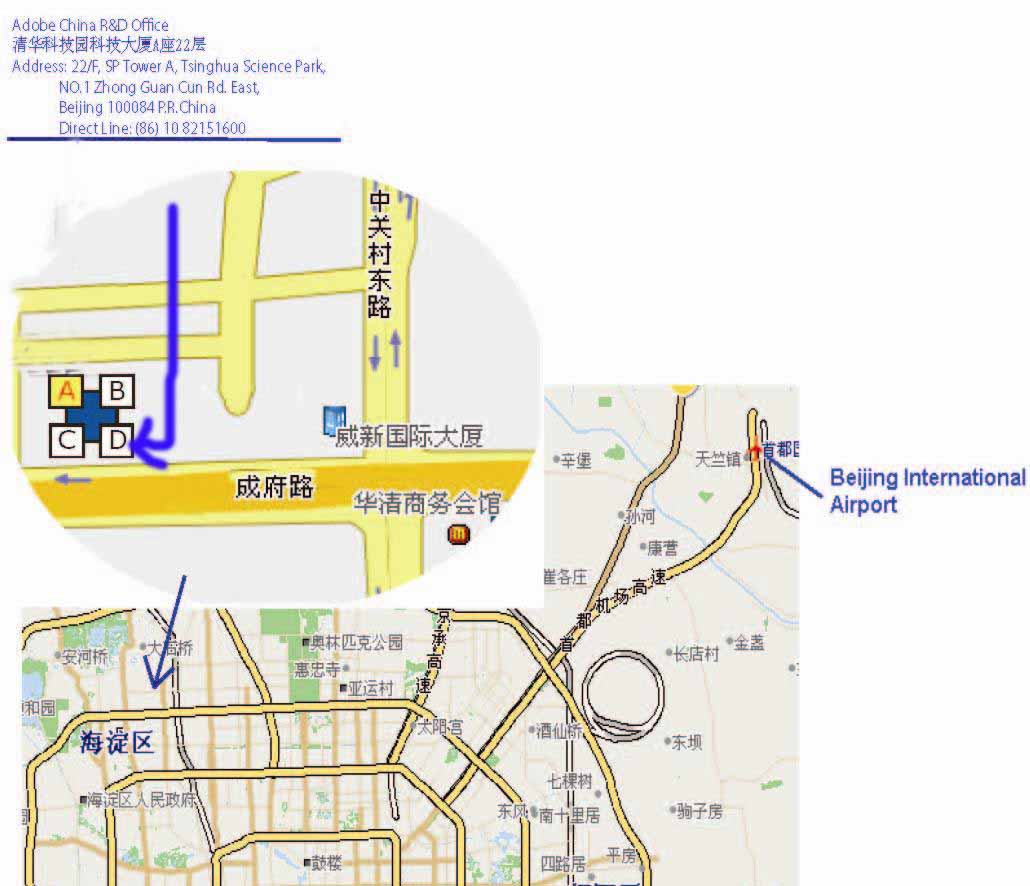 Adobe China R&D Office
清华科技园科技大厦A座22层
Address: 22/F, SP Tower A, Tsinghua Science Park,
NO.1 Zhong Guan Cun Rd. East,
Beijing 100084 P.R.China
Direct Line: (86) 10 82151600
中关村东路
A
B
C
D
威新国际大厦
成府路
华清商务会馆
辛堡
天竺镇
首都
Beijing International
Airport
孙河
康营
崔各庄
首都机场高速
京承高速
安河桥
奥林匹克公园
惠忠寺
亚运村
和园
太阳宫
海淀区
海淀区人民政府
鼓楼
长店村
金盏
酒仙桥
东坝
七棵树
东风
南十里居
驹子房
四路居
平房